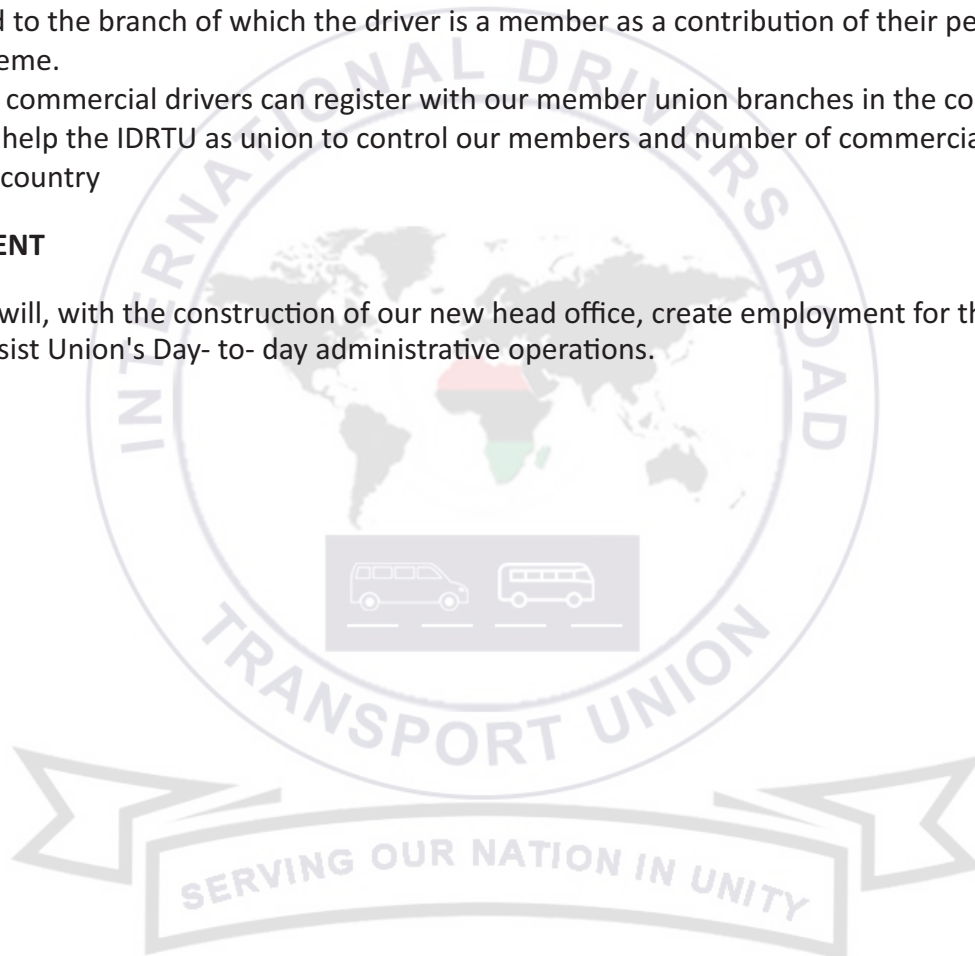 d to the branch of which the driver is a member as a contribution of their pe
eme.
commercial drivers can register with our member union branches in the co
help the IDRTU as union to control our members and number of commercia
country
ENT
will, with the construction of our new head office, create employment for th
sist Union's Day- to- day administrative operations.
INTERNATIONAL DRIVERS ROAD
TRANSPORT UNION
SERVING OUR NATION IN UNITY